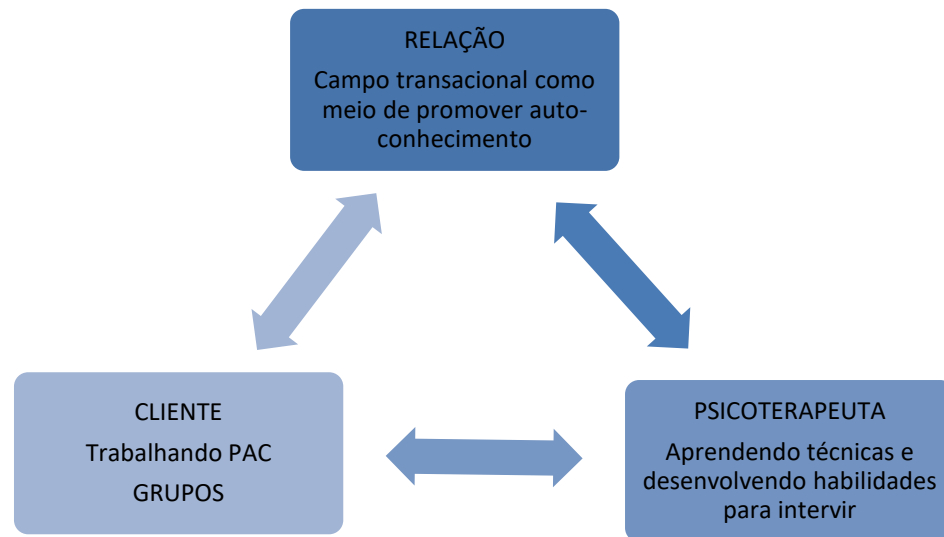 RELAÇÃO
Campo transacional como
meio de promover auto-
conhecimento
CLIENTE
Trabalhando PAC
GRUPOS
PSICOTERAPEUTA
Aprendendo técnicas e
desenvolvendo habilidades
para intervir